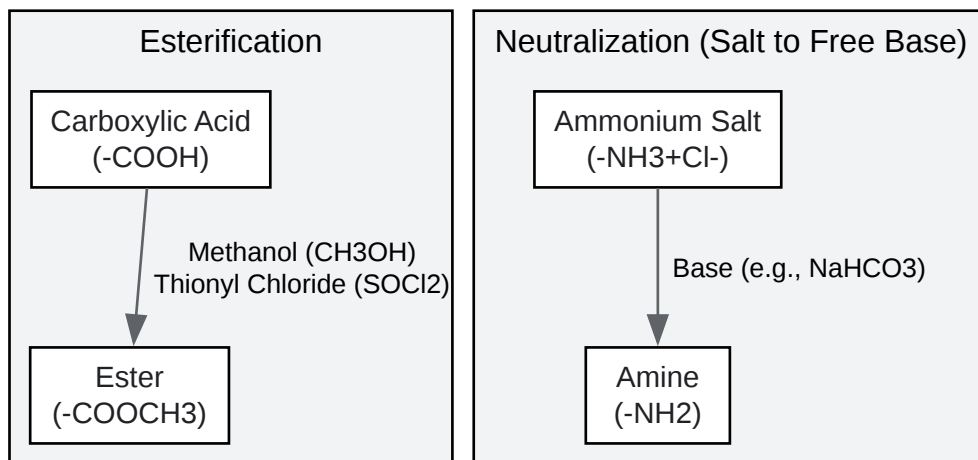 Esterification
Carboxylic Acid
(-COOH)
Methanol (CH3OH)
Thionyl Chloride (SOCl2)
Ester
(-COOCH3)
Neutralization (Salt to Free Base)
Ammonium Salt
(-NH3+Cl-)
Base (e.g., NaHCO3)
Amine
(-NH2)